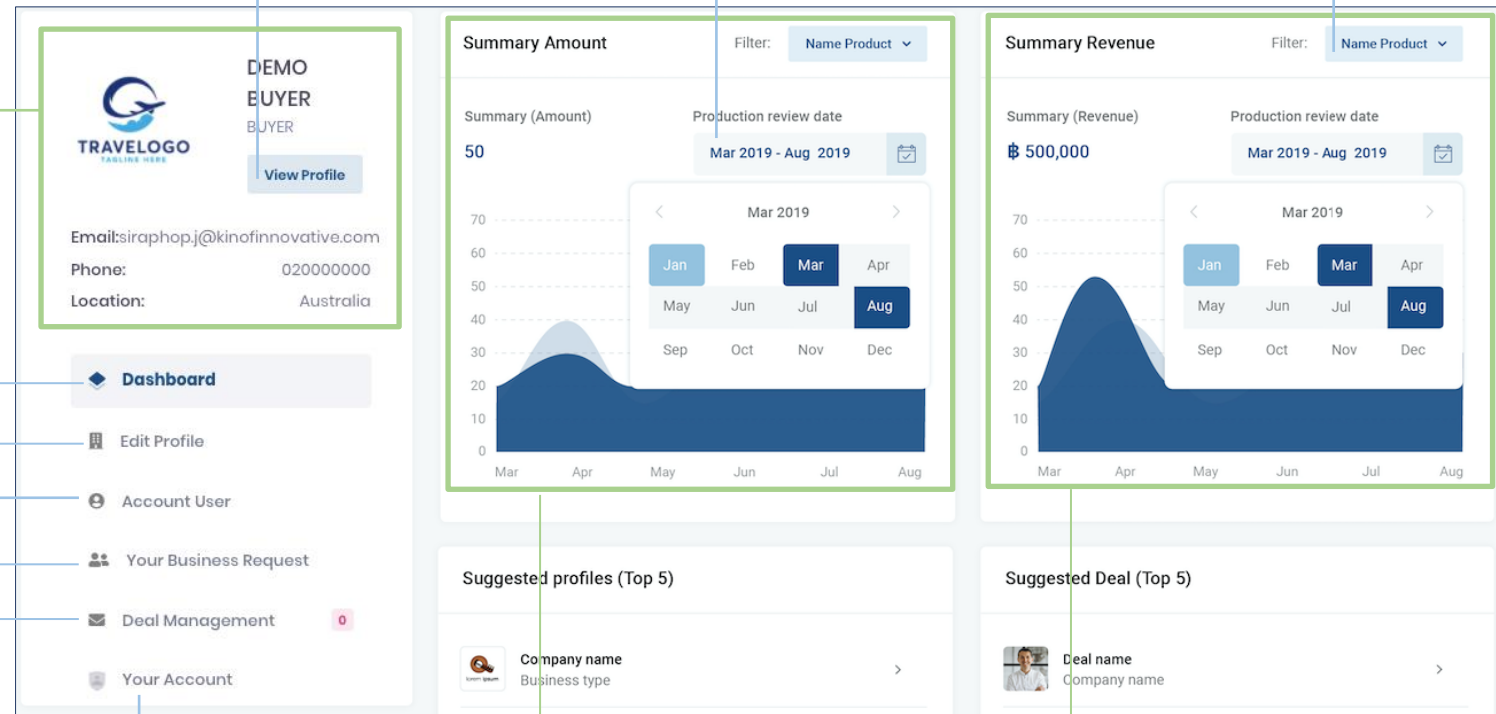 DEMO
BUYER
BUYER
TRAVELOGO
TAGLINE HERE
View Profile
Email:siraphop.j@kinofinnovative.com
Phone: 020000000
Location: Australia
Dashboard
Edit Profile
Account User
Your Business Request
Deal Management 0
Your Account
Summary Amount Filter: Name Product
Summary (Amount) Production review date
50 Mar 2019 - Aug 2019
Mar 2019
Jan Feb Mar Apr
May Jun Jul Aug
Sep Oct Nov Dec
70
60
50
40
30
20
10
0
Mar Apr May Jun Jul Aug
Summary Revenue Filter: Name Product
Summary (Revenue) Production review date
฿ 500,000 Mar 2019 - Aug 2019
Mar 2019
Jan Feb Mar Apr
May Jun Jul Aug
Sep Oct Nov Dec
70
60
50
40
30
20
10
0
Mar Apr May Jun Jul Aug
Suggested profiles (Top 5)
lorem ipsum
Company name
Business type
Suggested Deal (Top 5)
Deal name
Company name